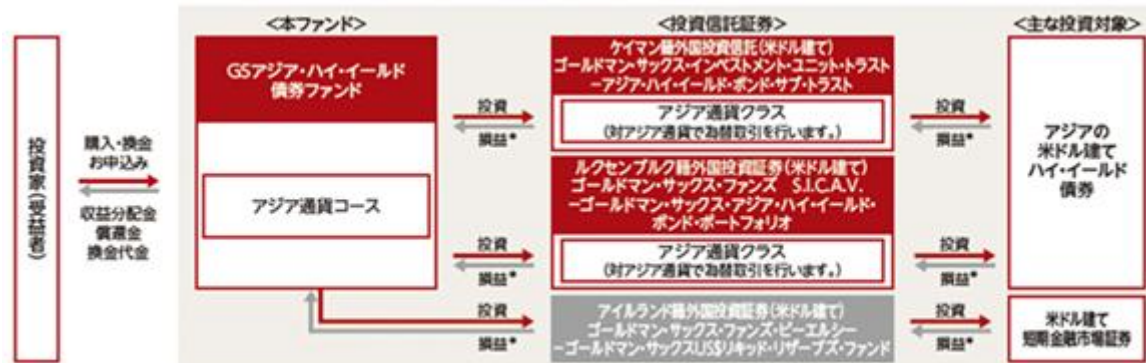 <本ファンド>
<投資信託証券>
<主な投資対象>
投資家(受益者)
購入・換金
お申込み
収益分配金
償還金
換金代金
GSアジア・ハイ・イールド
債券ファンド
アジア通貨コース
投資
損益*
投資
損益*
投資
損益*
ケイマン籍外国投資信託(米ドル建て)
ゴールドマン・サックス・インベストメント・ユニット・トラスト
ーアジア・ハイ・イールド・ボンド・サブ・トラスト
アジア通貨クラス
(対アジア通貨で為替取引を行います。)
ルクセンブルク籍外国投資証券(米ドル建て)
ゴールドマン・サックス・ファンズ S.I.C.A.V.
ーゴールドマン・サックス・アジア・ハイ・イールド・
ボンド・ポートフォリオ
アジア通貨クラス
(対アジア通貨で為替取引を行います。)
アイルランド籍外国投資証券(米ドル建て)
ゴールドマン・サックス・ファンズ・ピーエルシー
ーゴールドマン・サックスUS$リキッド・リザーブズ・ファンド
投資
損益*
投資
損益*
投資
損益*
アジアの
米ドル建て
ハイ・イールド
債券
米ドル建て
短期金融市場証券